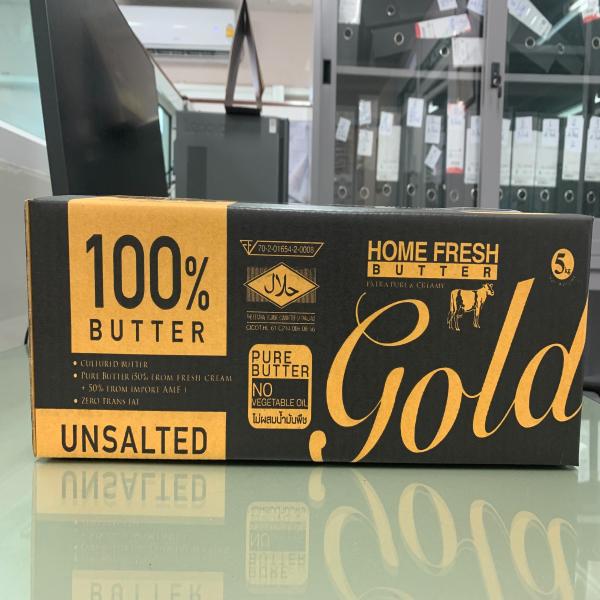 100%
BUTTER
• CULTURED BUTTER
• PURE BUTTER (50% FROM FRESH CREAM
+ 50% FROM IMPORT AMF )
• ZERO TRANS FAT
UNSALTED
70-2-01654-2-0008
حلال
PURE
BUTTER
NO
VEGETABLE OIL
ไม่ผสมน้ำมันพืช
HOME FRESH
BUTTER
EXTRA PURE & CREAMY
Gold
5 KG